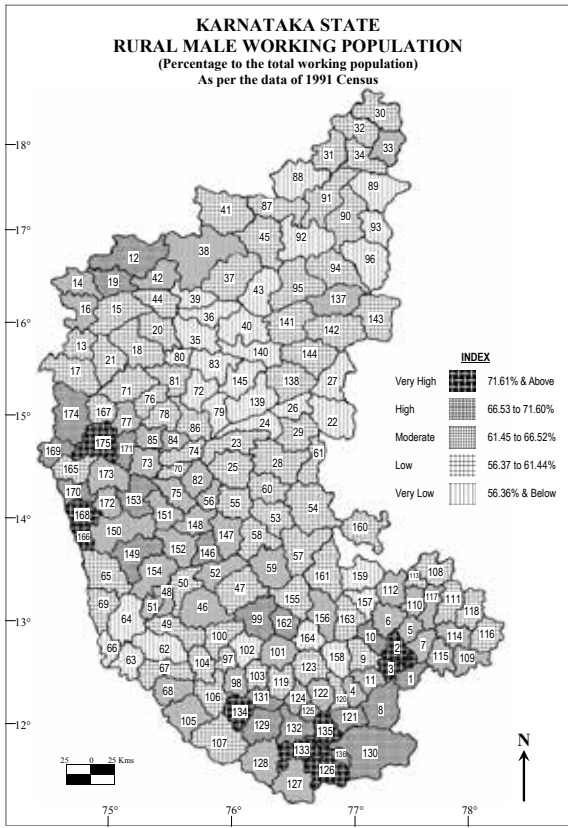 KARNATAKA STATE
RURAL MALE WORKING POPULATION
(Percentage to the total working population)
As per the data of 1991 Census
30
32
18°
31 34 33
88
89
87 91
41
90
17°
45 92 93
38
12 96
94
37
14 19 42 95
43 137
44 39
16 15 143
36
16° 141
20 40 142
35
13 18
21 80 140 144
17 83
INDEX
81 145 138 27
71 72
Very High 71.61% & Above
76 139
High 66.53 to 71.60%
15° 174 167 78 79 26 22
77 24
Moderate 61.45 to 66.52%
86 29
175 85 84 23
Low 56.37 to 61.44%
169 171 74 61
73 25 28
165 70
Very Low 56.36% & Below
173 82
170 75 60
172 153 56 55 54
14° 168 151 53
148 160
166 150 147 58
152 146 57
149
154 52 59 161 159 113 108
65 50
48 47 112 117
155 157 110 111
69 51 46 118
64 99 162 156 163 6
13° 49 5
100 10 114 116
62 102 164 2 7
66 63 97 101 158 9 115 109
67 104 3
123
98 103 119 11 1
68 106 131 124 122 4
120
134 125 8
105 121
12° 129 132 135
107 133 136 130
128 126
127
N
25 0 25 Kms
75° 76° 77° 78°